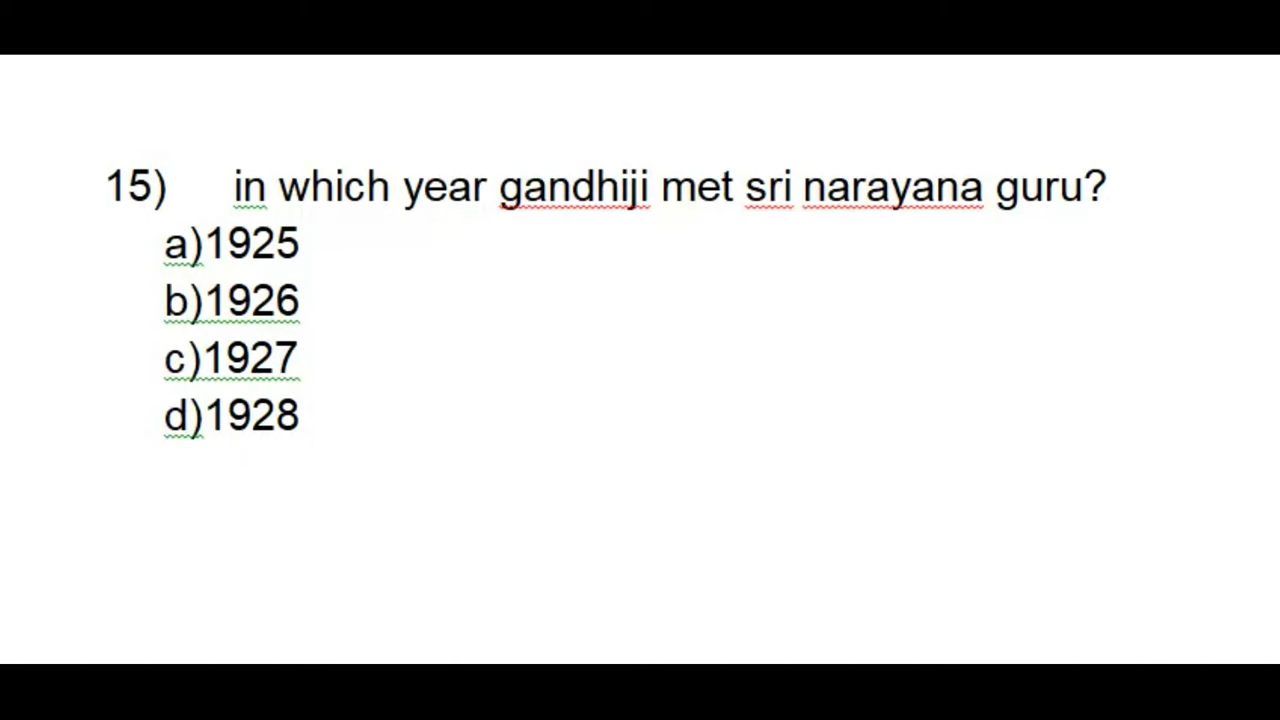 15) in which year gandhiji met sri narayana guru?
a)1925
b)1926
c)1927
d)1928